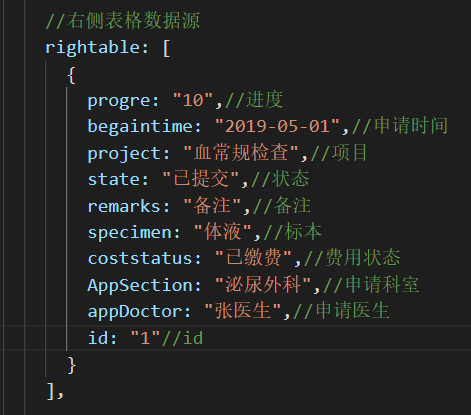 //右侧表格数据源
rightable: [
{
progre: "10",//进度
begaintime: "2019-05-01",//申请时间
project: "血常规检查",//项目
state: "已提交",//状态
remarks: "备注",//备注
specimen: "体液",//标本
coststatus: "已缴费",//费用状态
AppSection: "泌尿外科",//申请科室
appDoctor: "张医生",//申请医生
id: "1"//id
}
],